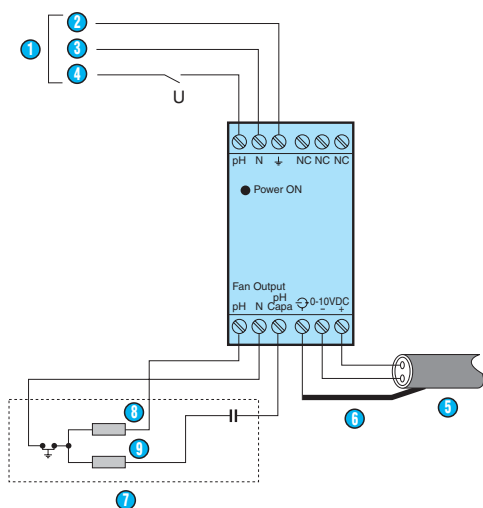 2
1
3
4
U
pH N NC NC NC
Power ON
Fan Output
pH
pH N Capa 0-10VDC
- +
5
6
8
9
7